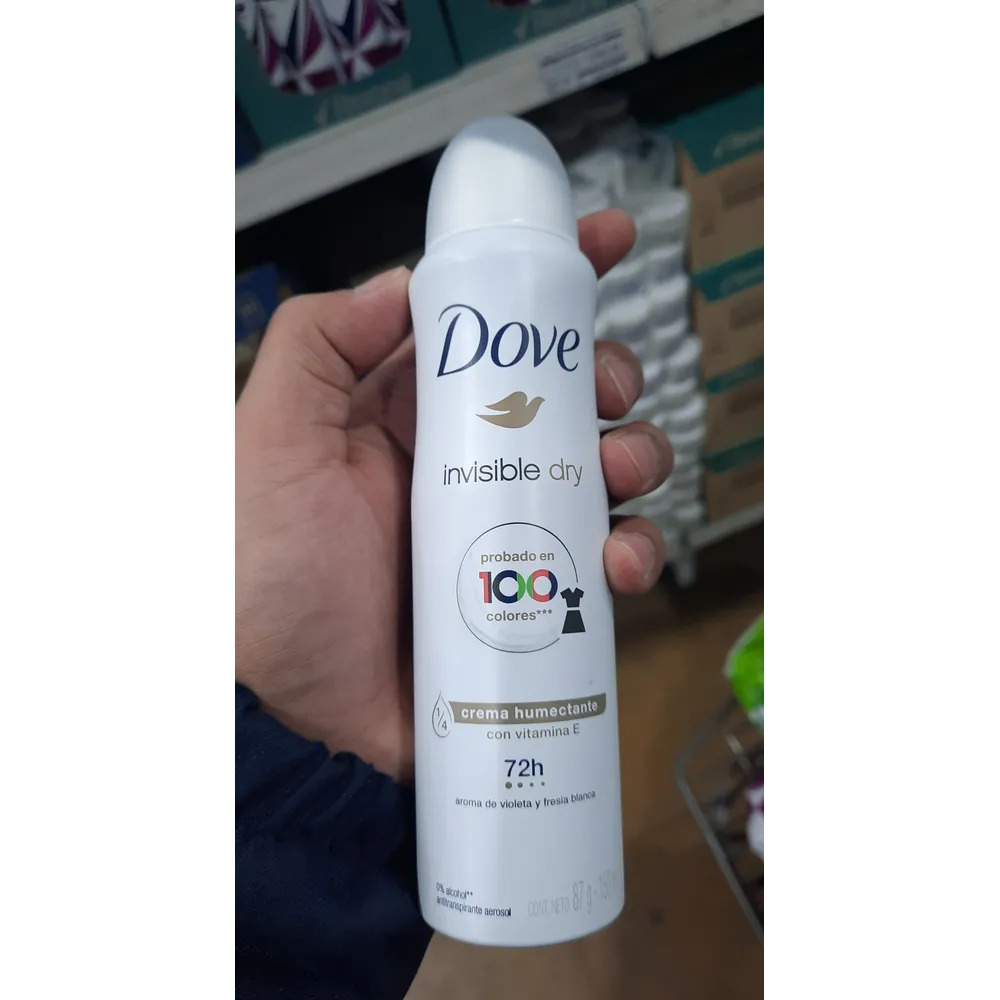 Dove
invisible dry
probado en
100
colores***
1/4
crema humectante
con vitamina E
72h
aroma de violeta y fresia blanca
0% alcohol**
antitranspirante aerosol
CONT. NETO 87 g -